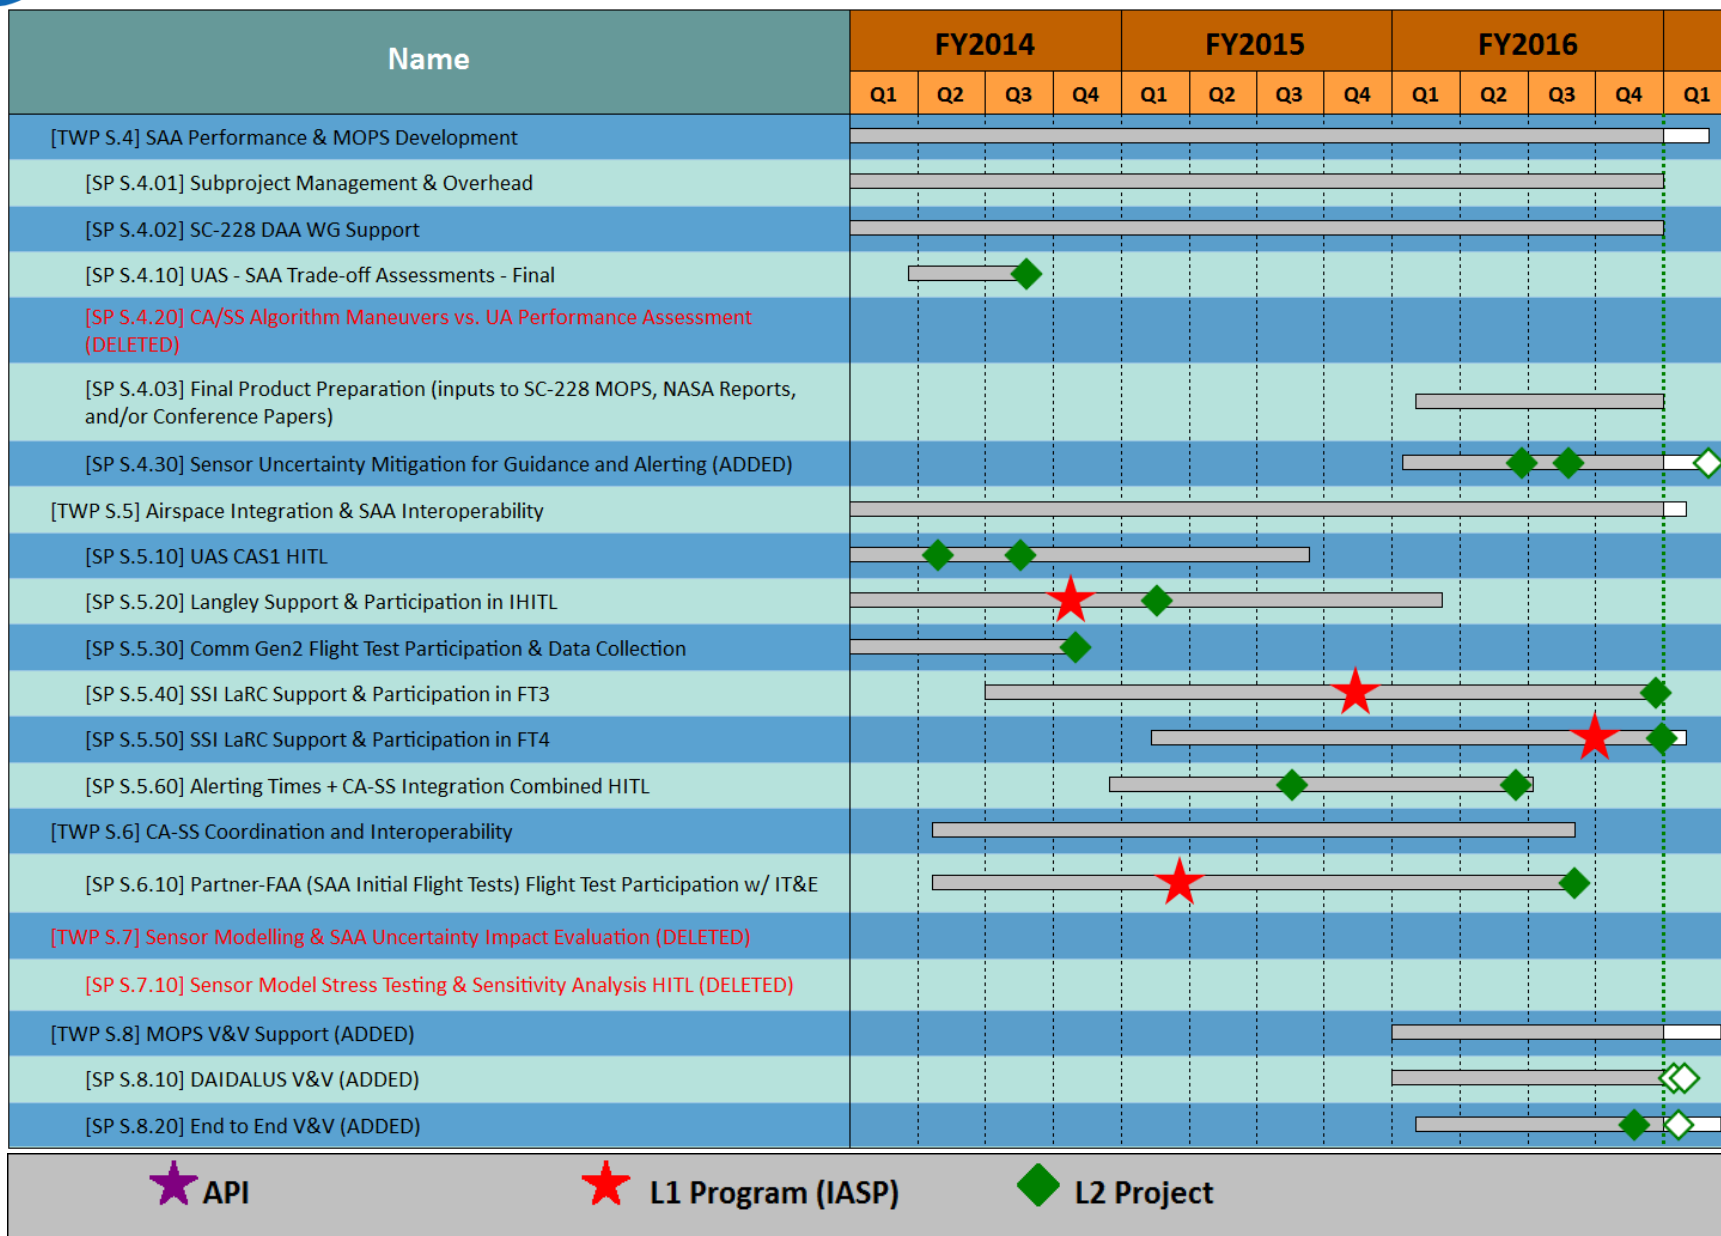 Name
FY2014 FY2015 FY2016
Q1 Q2 Q3 Q4 Q1 Q2 Q3 Q4 Q1 Q2 Q3 Q4 Q1
[TWP S.4] SAA Performance & MOPS Development
[SP S.4.01] Subproject Management & Overhead
[SP S.4.02] SC-228 DAA WG Support
[SP S.4.10] UAS - SAA Trade-off Assessments - Final
[SP S.4.20] CA/SS Algorithm Maneuvers vs. UA Performance Assessment
(DELETED)
[SP S.4.03] Final Product Preparation (inputs to SC-228 MOPS, NASA Reports,
and/or Conference Papers)
[SP S.4.30] Sensor Uncertainty Mitigation for Guidance and Alerting (ADDED)
[TWP S.5] Airspace Integration & SAA Interoperability
[SP S.5.10] UAS CAS1 HITL
[SP S.5.20] Langley Support & Participation in IHITL
[SP S.5.30] Comm Gen2 Flight Test Participation & Data Collection
[SP S.5.40] SSI LaRC Support & Participation in FT3
[SP S.5.50] SSI LaRC Support & Participation in FT4
[SP S.5.60] Alerting Times + CA-SS Integration Combined HITL
[TWP S.6] CA-SS Coordination and Interoperability
[SP S.6.10] Partner-FAA (SAA Initial Flight Tests) Flight Test Participation w/ IT&E
[TWP S.7] Sensor Modelling & SAA Uncertainty Impact Evaluation (DELETED)
[SP S.7.10] Sensor Model Stress Testing & Sensitivity Analysis HITL (DELETED)
[TWP S.8] MOPS V&V Support (ADDED)
[SP S.8.10] DAIDALUS V&V (ADDED)
[SP S.8.20] End to End V&V (ADDED)
API L1 Program (IASP) L2 Project